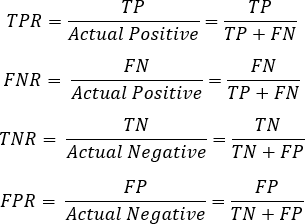 TPR = TP / Actual Positive = TP / TP + FN
FNR = FN / Actual Positive = FN / TP + FN
TNR = TN / Actual Negative = TN / TN + FP
FPR = FP / Actual Negative = FP / TN + FP